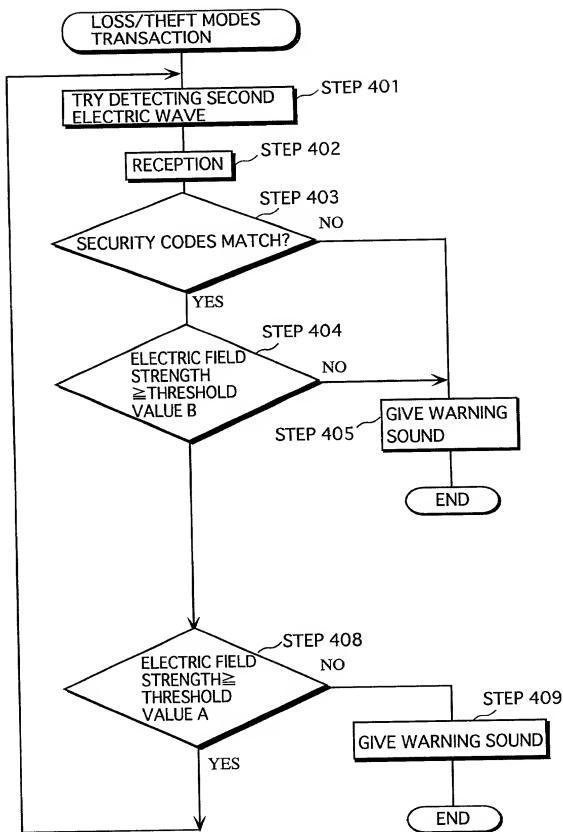 LOSS/THEFT MODES
TRANSACTION
STEP 401
TRY DETECTING SECOND
ELECTRIC WAVE
STEP 402
RECEPTION
STEP 403
NO
SECURITY CODES MATCH?
YES
STEP 404
ELECTRIC FIELD
STRENGTH
≧THRESHOLD
VALUE B
NO
GIVE WARNING
SOUND
STEP 405
END
STEP 408
ELECTRIC FIELD
STRENGTH≧
THRESHOLD
VALUE A
NO
STEP 409
GIVE WARNING SOUND
YES
END